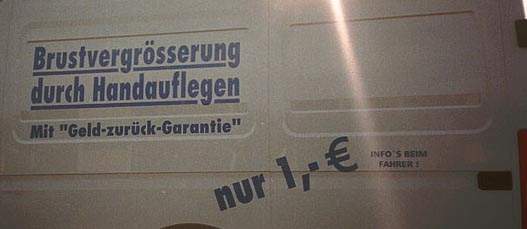 Brustvergrösserung
durch Handauflegen
Mit "Geld-zurück-Garantie"
nur 1,- €
INFO`S BEIM
FAHRER !